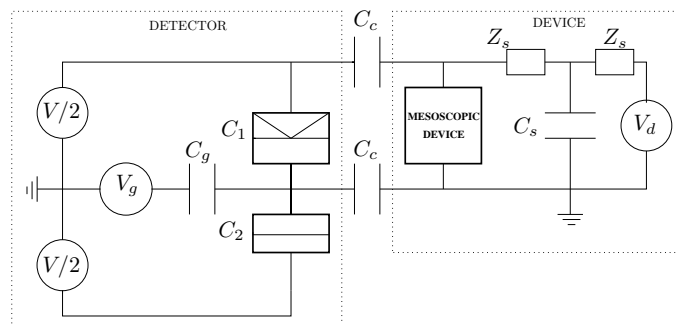 DETECTOR
DEVICE
C_c
Z_s
Z_s
V/2
C_1
MESOSCOPIC
DEVICE
C_s
V_d
C_g
C_c
V_g
C_2
V/2